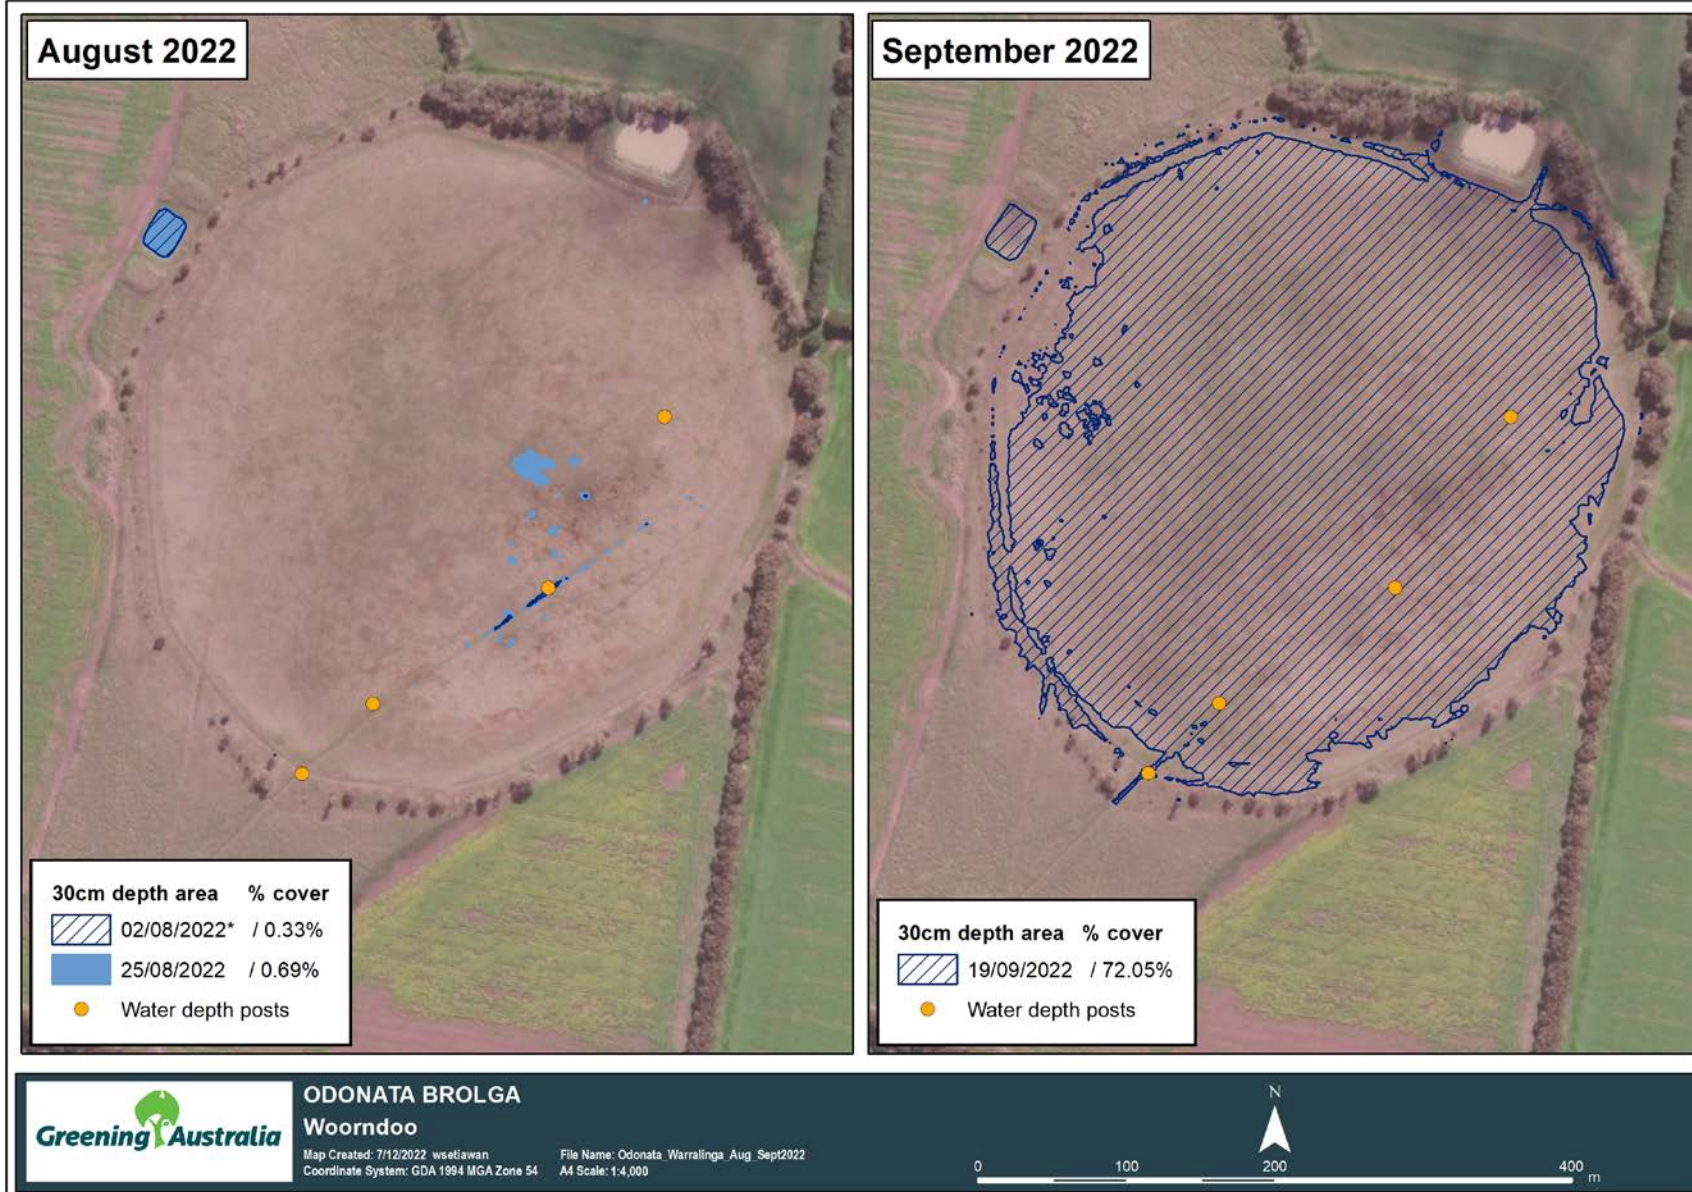 August 2022
30cm depth area % cover
02/08/2022* / 0.33%
25/08/2022 / 0.69%
Water depth posts
September 2022
30cm depth area % cover
19/09/2022 / 72.05%
Water depth posts
Greening Australia
ODONATA BROLGA
Woorndoo
Map Created: 7/12/2022 wsetiawan File Name: Odonata_Warralinga_Aug_Sept2022
Coordinate System: GDA 1994 MGA Zone 54 A4 Scale: 1:4,000
N
0 100 200 400
m